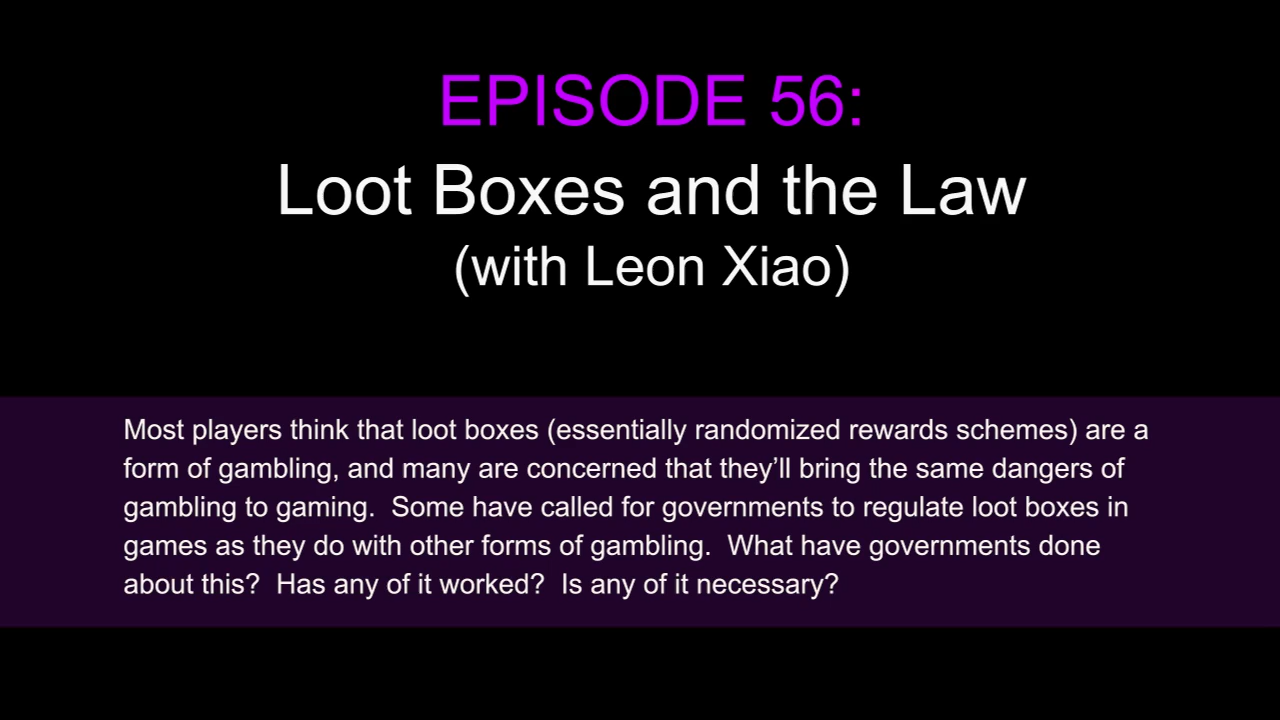 EPISODE 56:
Loot Boxes and the Law
(with Leon Xiao)
Most players think that loot boxes (essentially randomized rewards schemes) are a
form of gambling, and many are concerned that they’ll bring the same dangers of
gambling to gaming.  Some have called for governments to regulate loot boxes in
games as they do with other forms of gambling.  What have governments done
about this?  Has any of it worked?  Is any of it necessary?